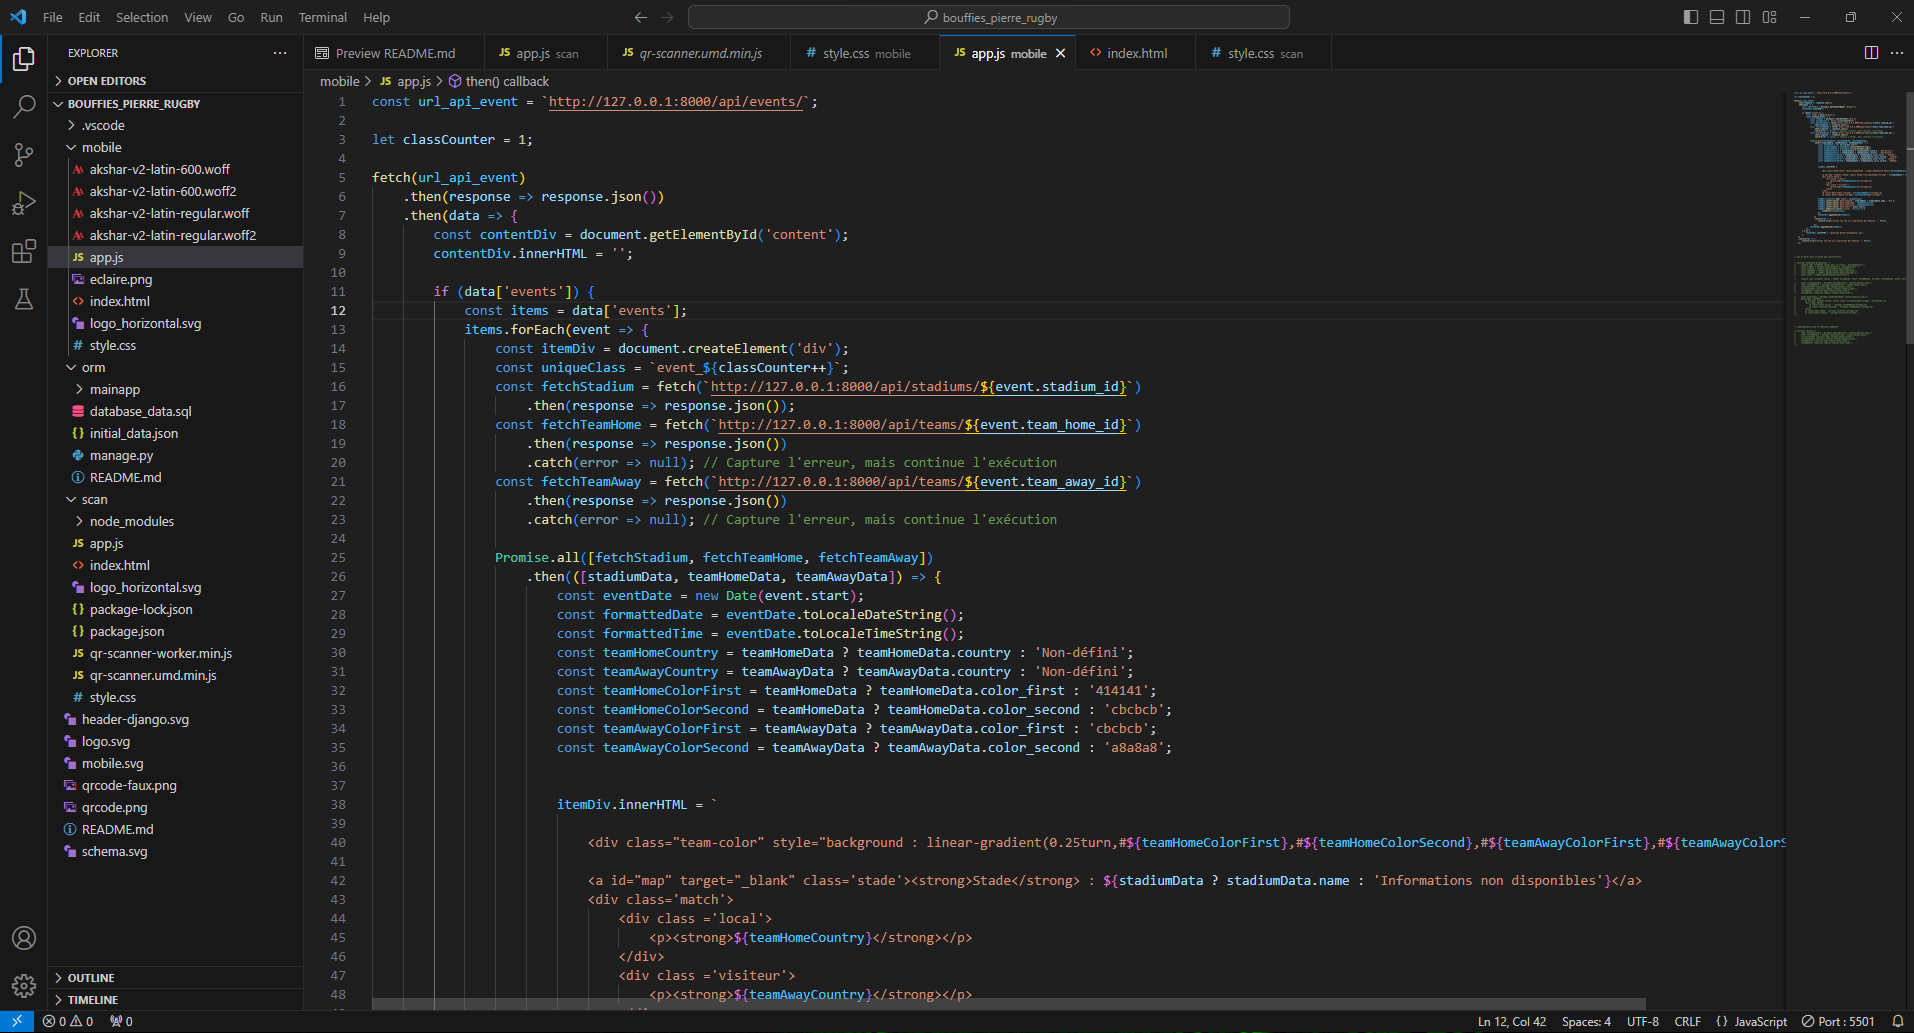 File Edit Selection View Go Run Terminal Help
bouffies_pierre_rugby
EXPLORER
OPEN EDITORS
BOUFFIES_PIERRE_RUGBY
.vscode
mobile
akshar-v2-latin-600.woff
akshar-v2-latin-600.woff2
akshar-v2-latin-regular.woff
akshar-v2-latin-regular.woff2
JS app.js
eclaire.png
<> index.html
logo_horizontal.svg
# style.css
orm
mainapp
database_data.sql
{} initial_data.json
manage.py
README.md
scan
node_modules
JS app.js
<> index.html
logo_horizontal.svg
{} package-lock.json
{} package.json
JS qr-scanner-worker.min.js
JS qr-scanner.umd.min.js
# style.css
header-django.svg
logo.svg
mobile.svg
qrcode-faux.png
qrcode.png
README.md
schema.svg
OUTLINE
TIMELINE
Preview README.md JS app.js scan JS qr-scanner.umd.min.js # style.css mobile JS app.js mobile <> index.html # style.css scan
mobile > JS app.js > then() callback
1 const url_api_event = `http://127.0.0.1:8000/api/events/`;
2
3 let classCounter = 1;
4
5 fetch(url_api_event)
6 .then(response => response.json())
7 .then(data => {
8 const contentDiv = document.getElementById('content');
9 contentDiv.innerHTML = '';
10
11 if (data['events']) {
12 const items = data['events'];
13 items.forEach(event => {
14 const itemDiv = document.createElement('div');
15 const uniqueClass = `event_${classCounter++}`;
16 const fetchStadium = fetch(`http://127.0.0.1:8000/api/stadiums/${event.stadium_id}`)
17 .then(response => response.json());
18 const fetchTeamHome = fetch(`http://127.0.0.1:8000/api/teams/${event.team_home_id}`)
19 .then(response => response.json())
20 .catch(error => null); // Capture l'erreur, mais continue l'exécution
21 const fetchTeamAway = fetch(`http://127.0.0.1:8000/api/teams/${event.team_away_id}`)
22 .then(response => response.json())
23 .catch(error => null); // Capture l'erreur, mais continue l'exécution
24
25 Promise.all([fetchStadium, fetchTeamHome, fetchTeamAway])
26 .then(([stadiumData, teamHomeData, teamAwayData]) => {
27 const eventDate = new Date(event.start);
28 const formattedDate = eventDate.toLocaleDateString();
29 const formattedTime = eventDate.toLocaleTimeString();
30 const teamHomeCountry = teamHomeData ? teamHomeData.country : 'Non-défini';
31 const teamAwayCountry = teamAwayData ? teamAwayData.country : 'Non-défini';
32 const teamHomeColorFirst = teamHomeData ? teamHomeData.color_first : '414141';
33 const teamHomeColorSecond = teamHomeData ? teamHomeData.color_second : 'cbcbcb';
34 const teamAwayColorFirst = teamAwayData ? teamAwayData.color_first : 'cbcbcb';
35 const teamAwayColorSecond = teamAwayData ? teamAwayData.color_second : 'a8a8a8';
36
37
38 itemDiv.innerHTML = `
39
40 <div class="team-color" style="background : linear-gradient(0.25turn,#${teamHomeColorFirst},#${teamHomeColorSecond},#${teamAwayColorFirst},#${teamAwayColorS
41
42 <a id="map" target="_blank" class='stade'><strong>Stade</strong> : ${stadiumData ? stadiumData.name : 'Informations non disponibles'}</a>
43 <div class='match'>
44 <div class ='local'>
45 <p><strong>${teamHomeCountry}</strong></p>
46 </div>
47 <div class ='visiteur'>
48 <p><strong>${teamAwayCountry}</strong></p>
0 0 0 Ln 12, Col 42 Spaces: 4 UTF-8 CRLF {} JavaScript Port : 5501